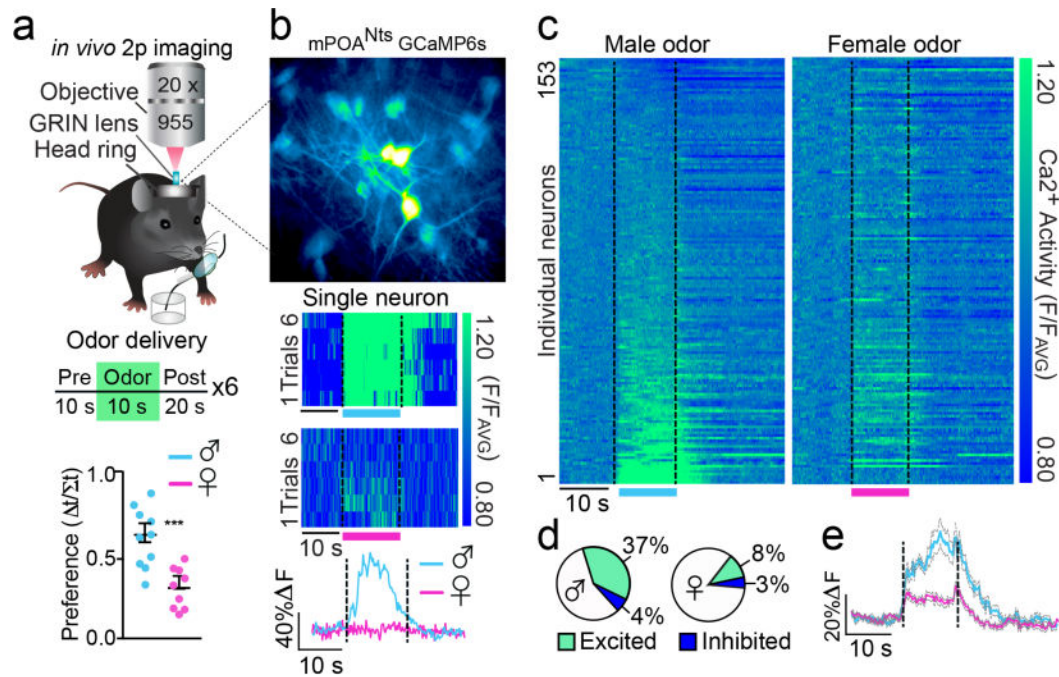 a
in vivo 2p imaging
Objective
20 x
955
GRIN lens
Head ring
Odor delivery
Pre Odor Post x6
10 s 10 s 20 s
♂
♀
1.0
0.5
0.0
***
Preference (Δt/Σt)
b
mPOA^Nts GCaMP6s
Single neuron
1 Trials 6
1 Trials 6
10 s
1.20
(F/F_AVG)
0.80
♂
♀
40%ΔF
10 s
c
Male odor Female odor
153
Individual neurons
1
10 s
1.20
Ca2+ Activity (F/F_AVG)
0.80
d
37%
♂
4%
8%
♀
3%
Excited Inhibited
e
20%ΔF
10 s